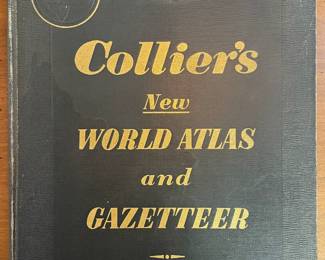 Collier's
New
WORLD ATLAS
and
GAZETTEER